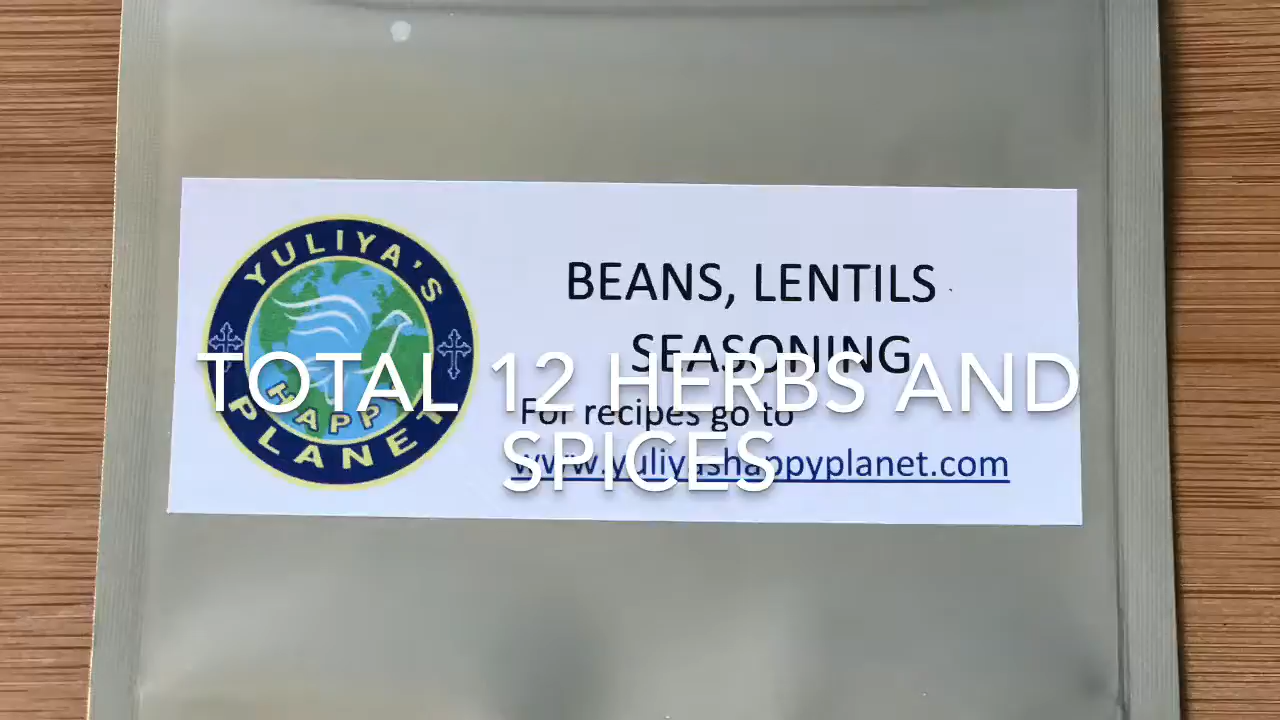 YULIYA'S
HAPPY
PLANET
BEANS, LENTILS
SEASONING
For recipes go to
www.yuliyashappyplanet.com
TOTAL 12 HERBS AND
SPICES